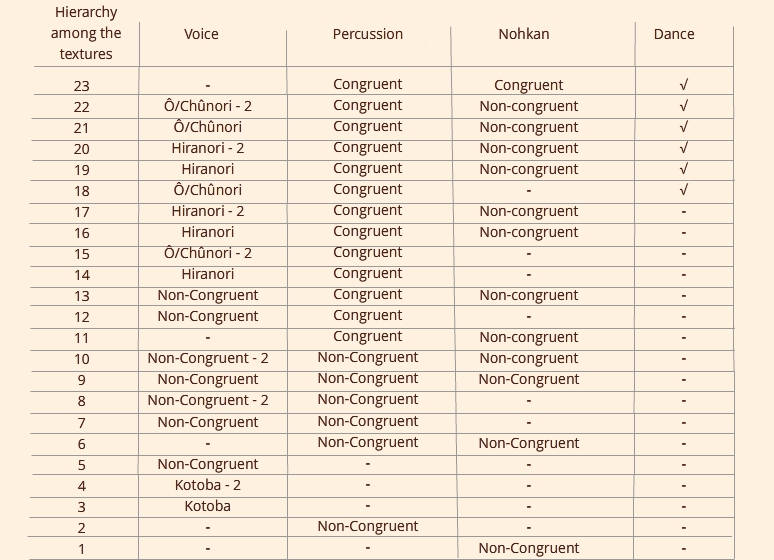 Hierarchy among the textures Voice Percussion Nohkan Dance
23 - Congruent Congruent √
22 Ô/Chûnori - 2 Congruent Non-congruent √
21 Ô/Chûnori Congruent Non-congruent √
20 Hiranori - 2 Congruent Non-congruent √
19 Hiranori Congruent Non-congruent √
18 Ô/Chûnori Congruent - √
17 Hiranori - 2 Congruent Non-congruent -
16 Hiranori Congruent Non-congruent -
15 Ô/Chûnori - 2 Congruent - -
14 Hiranori Congruent - -
13 Non-Congruent Congruent Non-congruent -
12 Non-Congruent Congruent - -
11 - Congruent Non-congruent -
10 Non-Congruent - 2 Non-Congruent Non-congruent -
9 Non-Congruent Non-Congruent Non-Congruent -
8 Non-Congruent - 2 Non-Congruent - -
7 Non-Congruent Non-Congruent - -
6 - Non-Congruent Non-Congruent -
5 Non-Congruent - - -
4 Kotoba - 2 - - -
3 Kotoba - - -
2 - Non-Congruent - -
1 - - Non-Congruent -